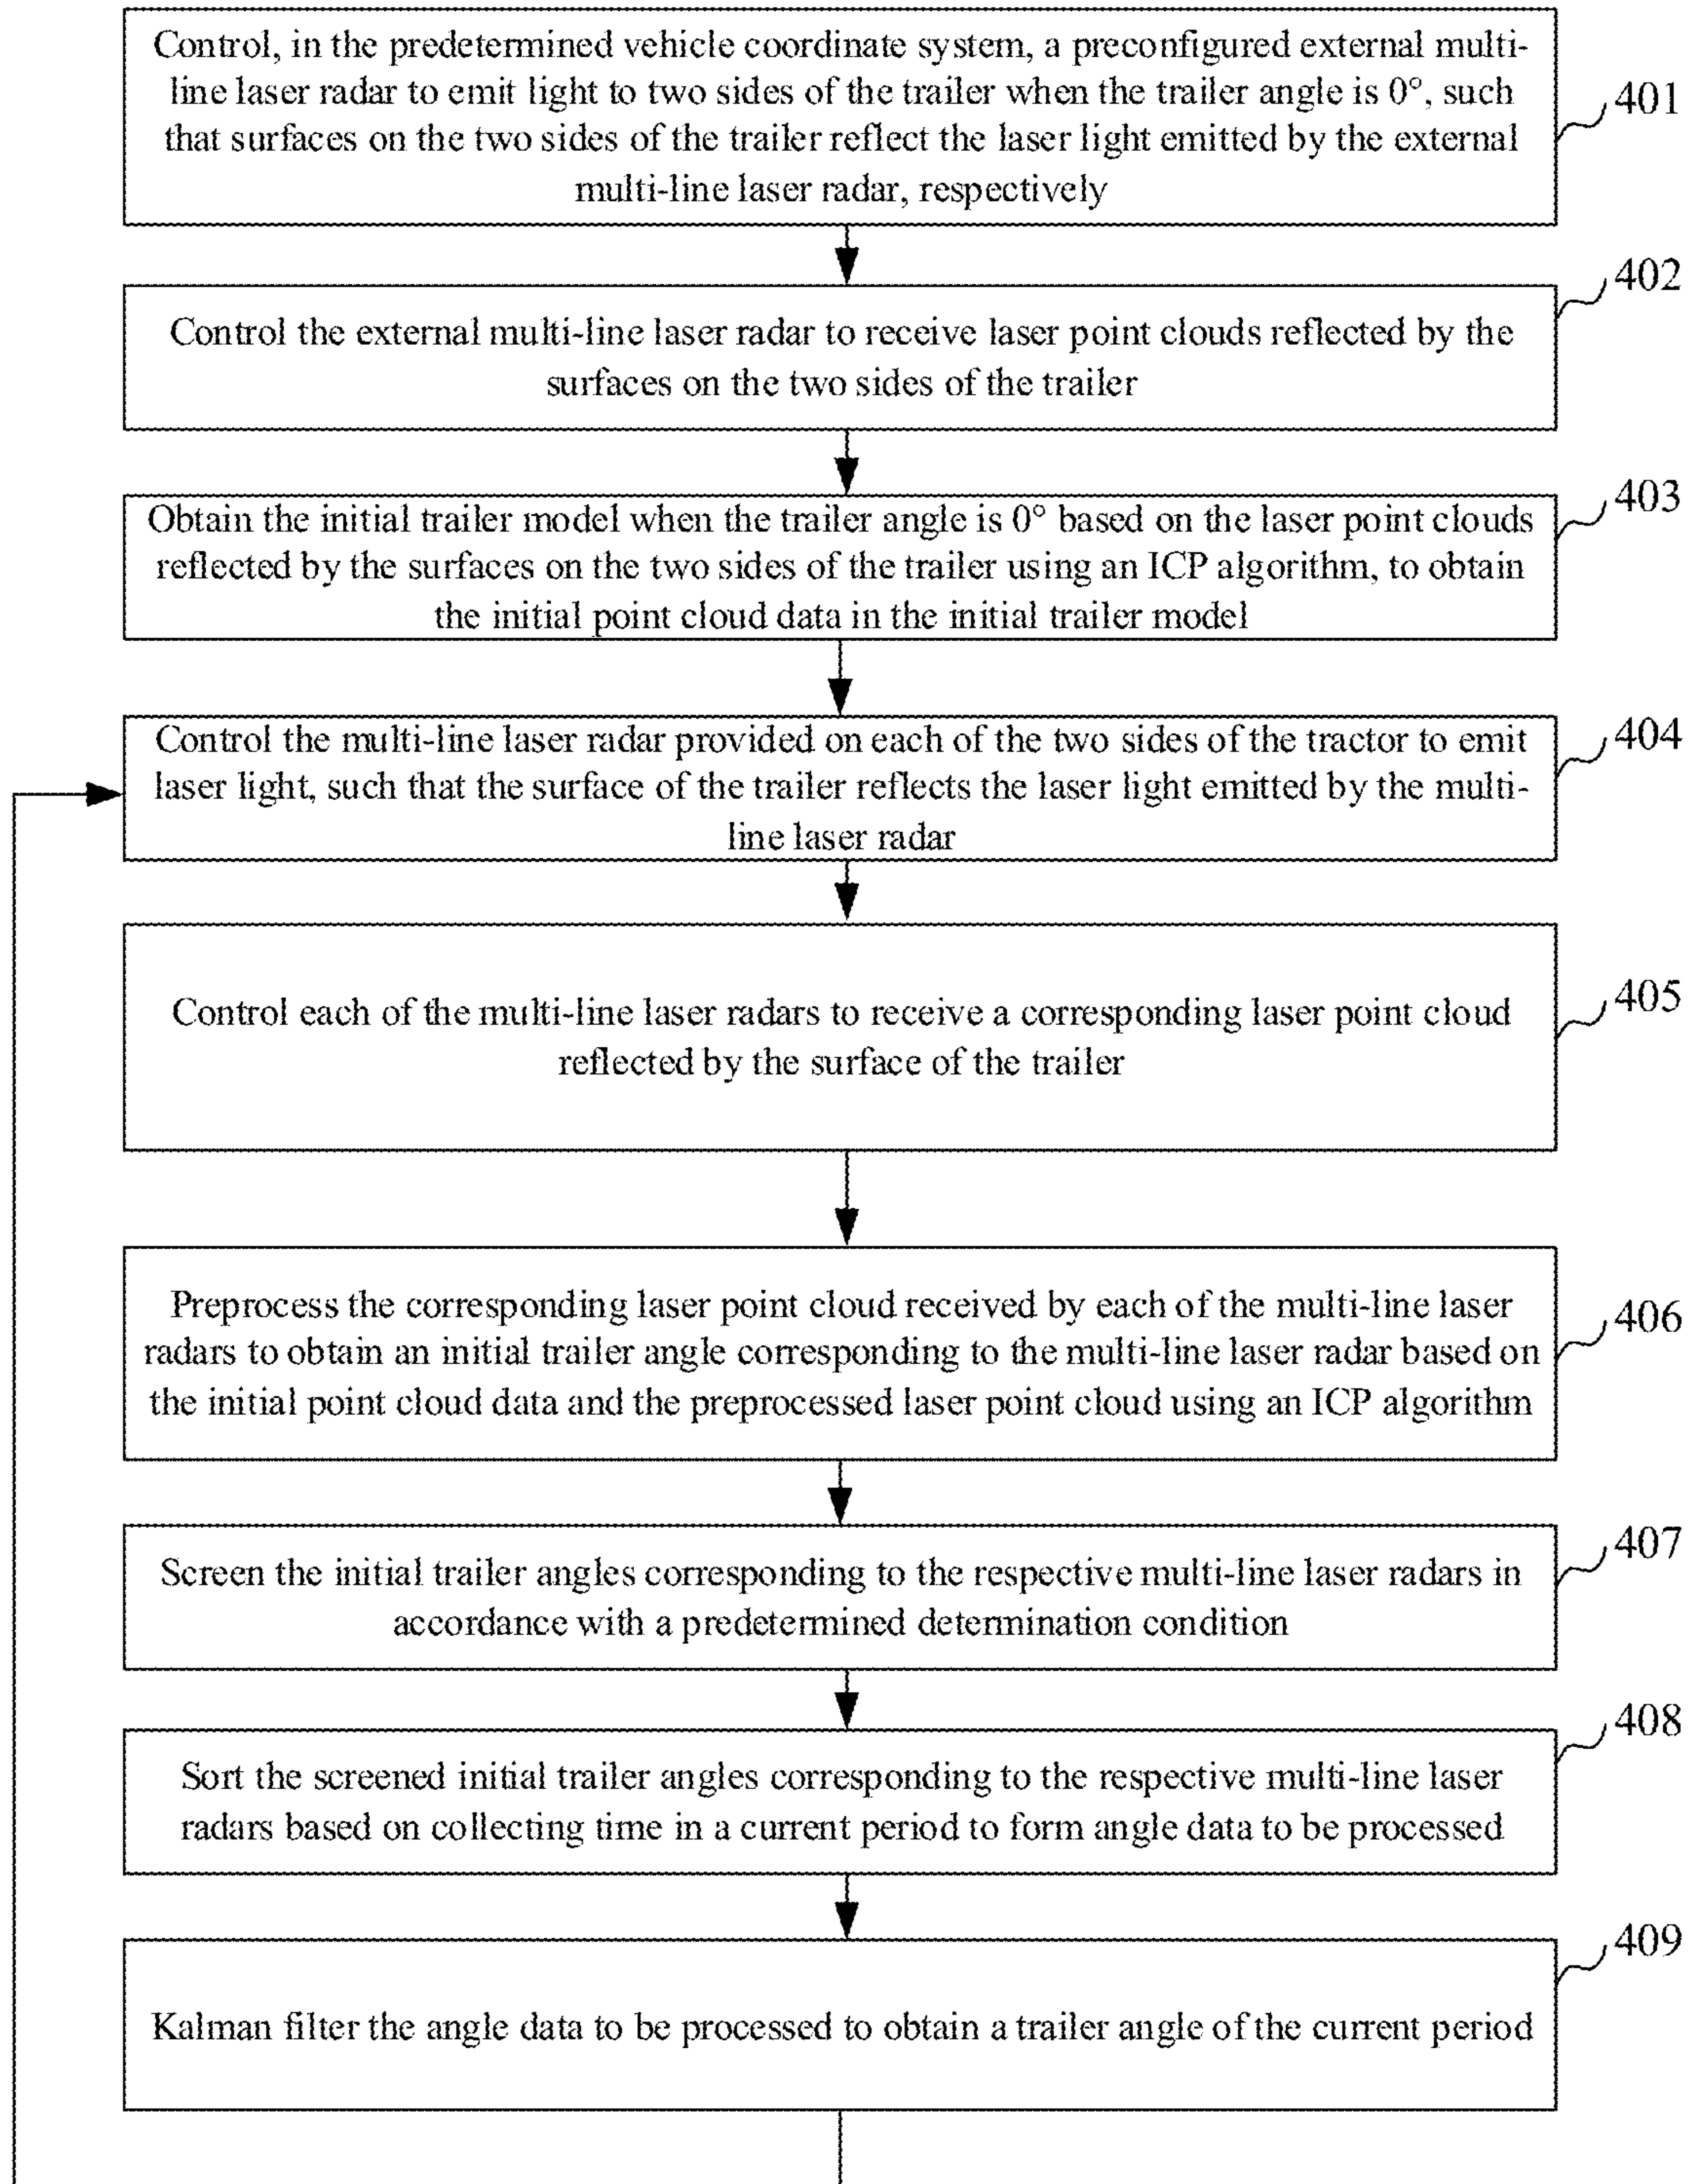 Control, in the predetermined vehicle coordinate system, a preconfigured external multi-
line laser radar to emit light to two sides of the trailer when the trailer angle is 0°, such
that surfaces on the two sides of the trailer reflect the laser light emitted by the external
multi-line laser radar, respectively
401
402
Control the external multi-line laser radar to receive laser point clouds reflected by the
surfaces on the two sides of the trailer
403
Obtain the initial trailer model when the trailer angle is 0° based on the laser point clouds
reflected by the surfaces on the two sides of the trailer using an ICP algorithm, to obtain
the initial point cloud data in the initial trailer model
404
Control the multi-line laser radar provided on each of the two sides of the tractor to emit
laser light, such that the surface of the trailer reflects the laser light emitted by the multi-
line laser radar
405
Control each of the multi-line laser radars to receive a corresponding laser point cloud
reflected by the surface of the trailer
406
Preprocess the corresponding laser point cloud received by each of the multi-line laser
radars to obtain an initial trailer angle corresponding to the multi-line laser radar based on
the initial point cloud data and the preprocessed laser point cloud using an ICP algorithm
407
Screen the initial trailer angles corresponding to the respective multi-line laser radars in
accordance with a predetermined determination condition
408
Sort the screened initial trailer angles corresponding to the respective multi-line laser
radars based on collecting time in a current period to form angle data to be processed
409
Kalman filter the angle data to be processed to obtain a trailer angle of the current period